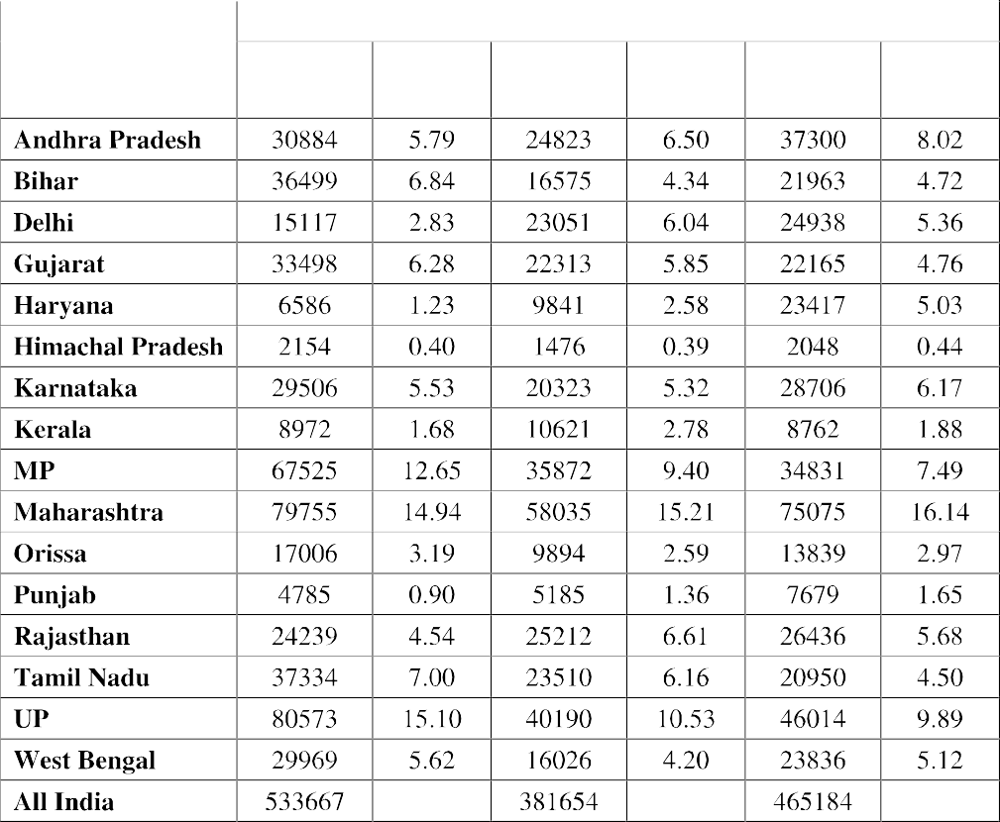 Andhra Pradesh 30884 5.79 24823 6.50 37300 8.02
Bihar 36499 6.84 16575 4.34 21963 4.72
Delhi 15117 2.83 23051 6.04 24938 5.36
Gujarat 33498 6.28 22313 5.85 22165 4.76
Haryana 6586 1.23 9841 2.58 23417 5.03
Himachal Pradesh 2154 0.40 1476 0.39 2048 0.44
Karnataka 29506 5.53 20323 5.32 28706 6.17
Kerala 8972 1.68 10621 2.78 8762 1.88
MP 67525 12.65 35872 9.40 34831 7.49
Maharashtra 79755 14.94 58035 15.21 75075 16.14
Orissa 17006 3.19 9894 2.59 13839 2.97
Punjab 4785 0.90 5185 1.36 7679 1.65
Rajasthan 24239 4.54 25212 6.61 26436 5.68
Tamil Nadu 37334 7.00 23510 6.16 20950 4.50
UP 80573 15.10 40190 10.53 46014 9.89
West Bengal 29969 5.62 16026 4.20 23836 5.12
All India 533667 381654 465184